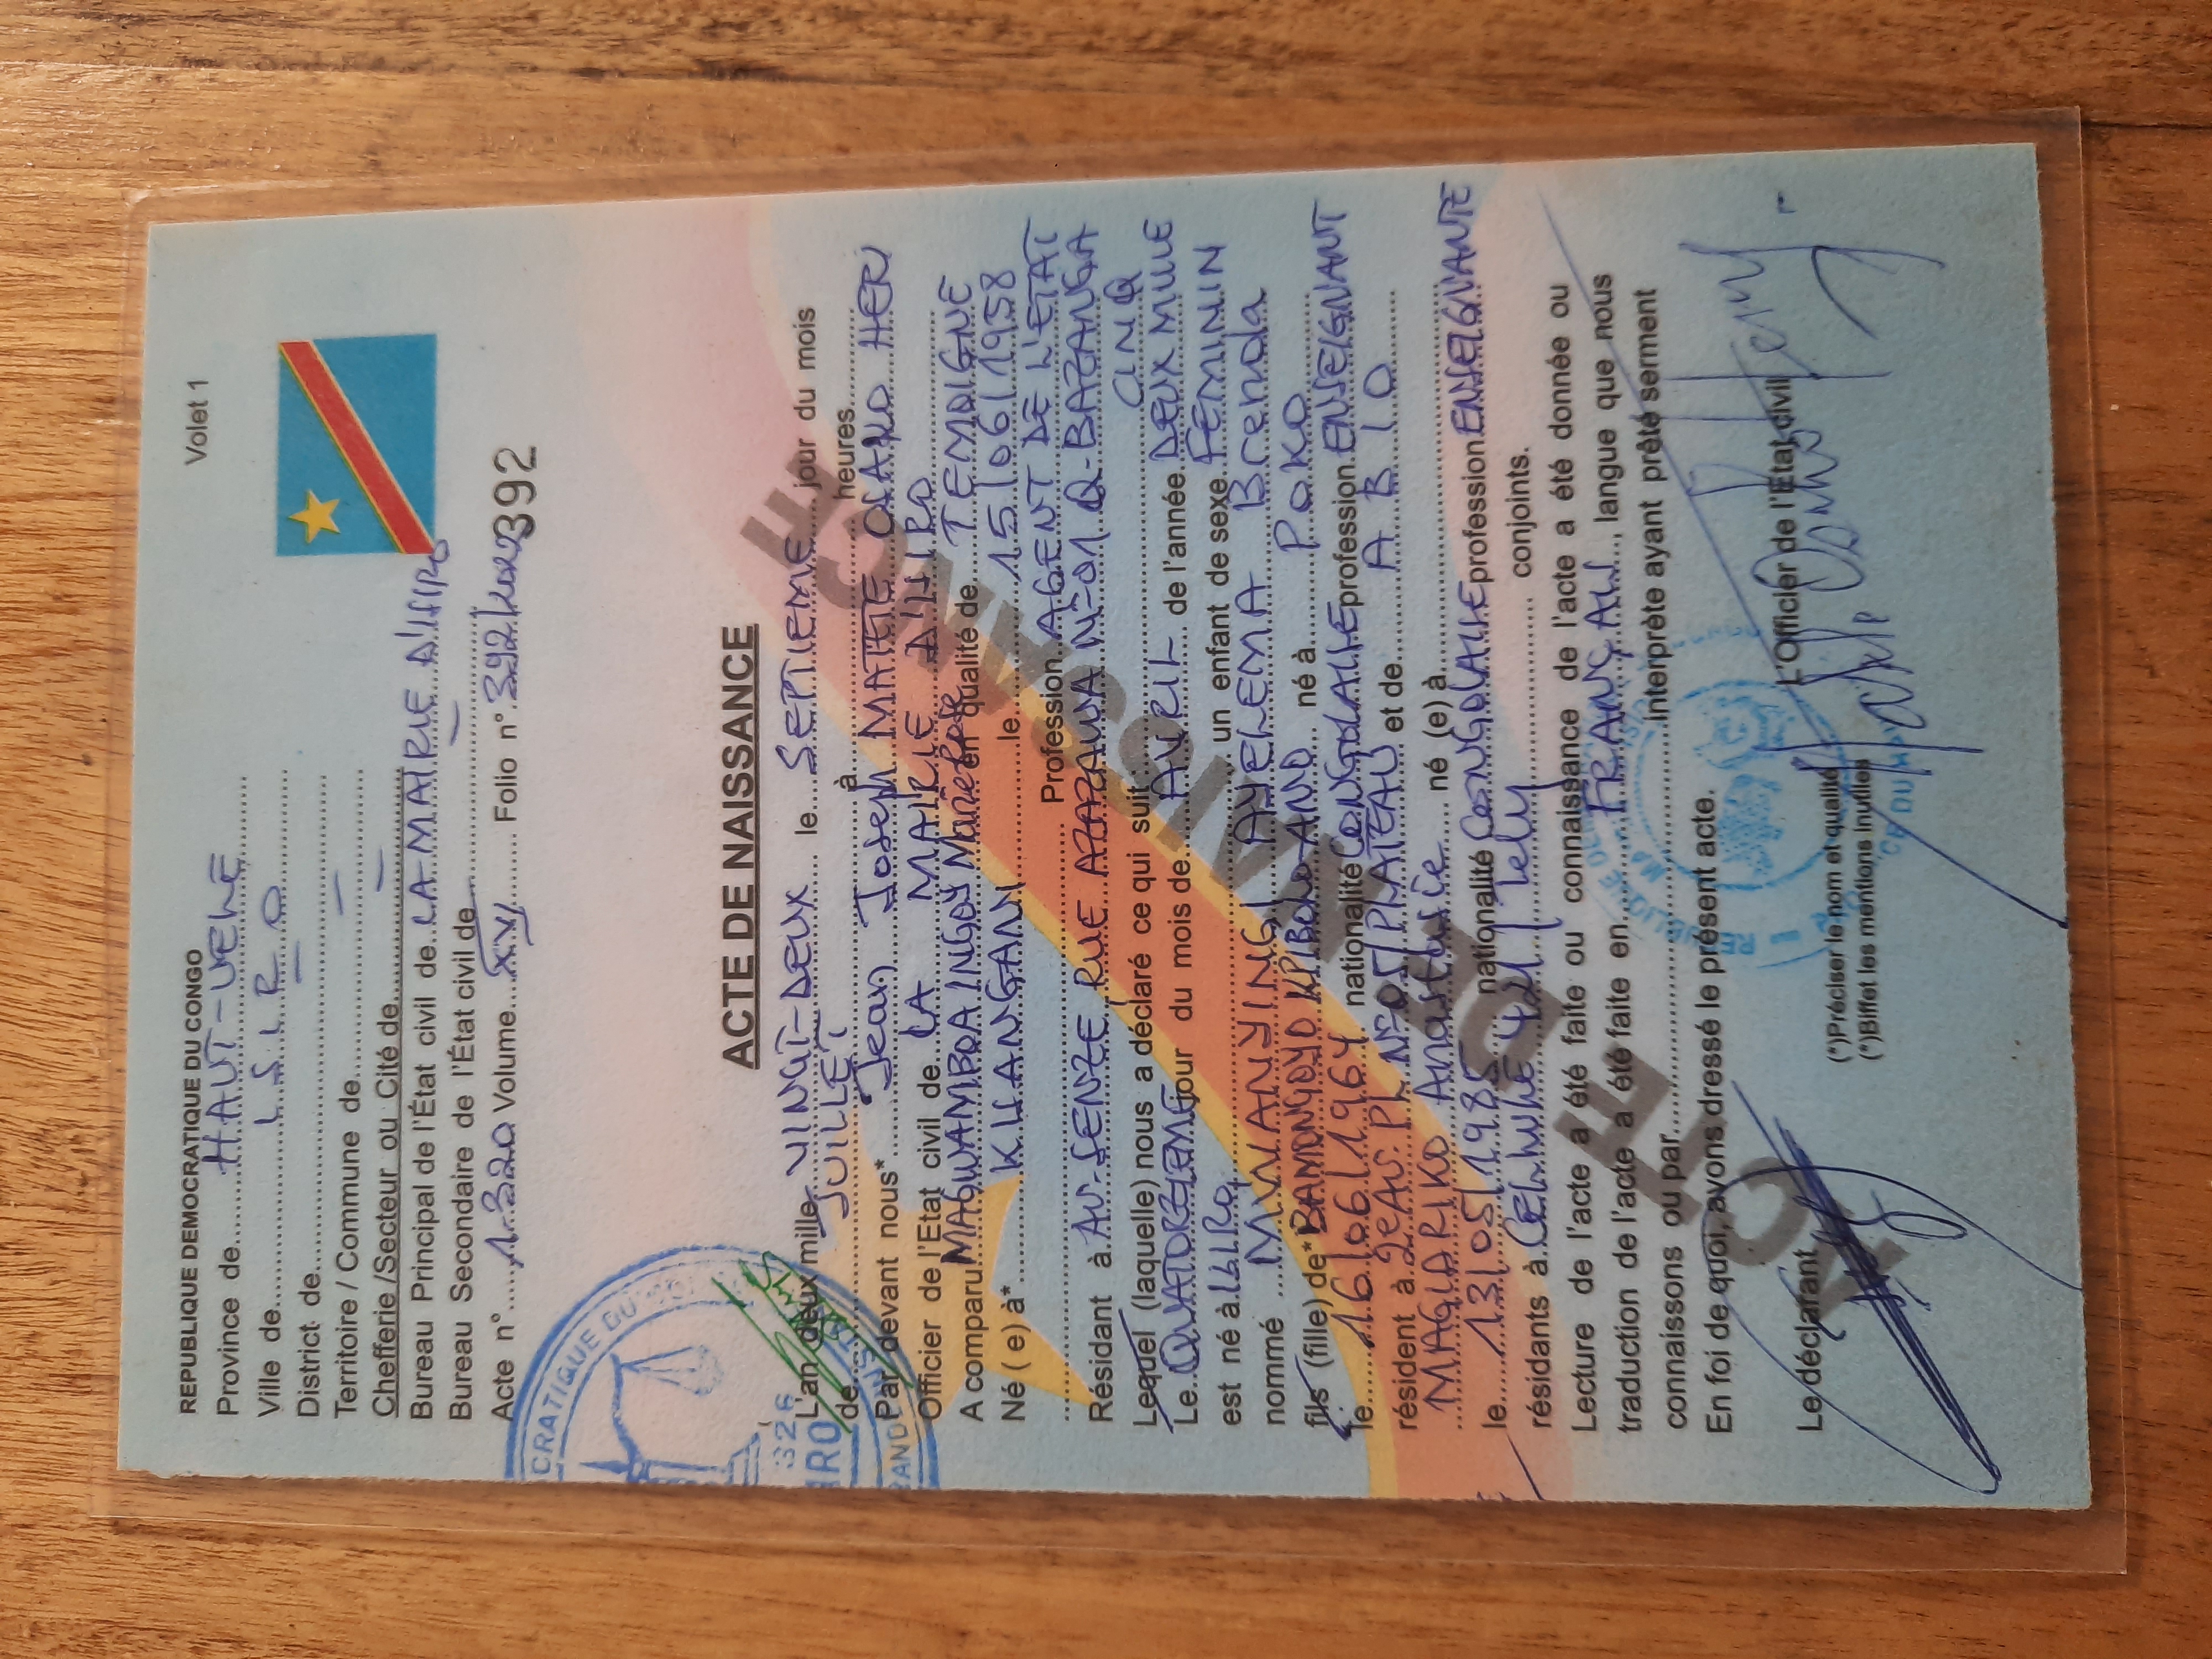 REPUBLIQUE DEMOCRATIQUE DU CONGO
Volet 1
Province de HAUT-UELE
Ville de ISIRO
District de —
Territoire / Commune de —
Chefferie /Secteur ou Cité de —
Bureau Principal de l'État civil de LA MAIRIE D'ISIRO
Bureau Secondaire de l'État civil de —
Acte n° 1.320 Volume XVI Folio n° 392/2022 392
CRATIQUE DU
326
IRO
ACTE DE NAISSANCE
L'an deux mille VINGT-DEUX le SEPTIEME jour du mois
de JUILLET à heures
Par devant nous* Jean Joseph MATETE OSAKO HERI
Officier de l'Etat civil de LA MAIRIE D'ISIRO
A comparu MAGWAMBOA INGOY Marie Rose en qualité de TEMOIGNE
Né ( e) à* le 15/06/1958
Profession AGENT DE L'ETAT
Résidant à AV-SENZE, RUE AZAZAWA N=01 Q-BAZANGA
Lequel (laquelle) nous a déclaré ce qui suit : CINQ
Le QUATORZIEME jour du mois de AVRIL de l'année DEUX MILLE
est né à ISIRO, un enfant de sexe FEMININ
nommé MWANYINGI AYELEMA Brenda
fils (fille) de* BAMONGOYO KPIBOLO-ANO né à POKO
le 16/06/1964 nationalité CONGOLAISE profession ENSEIGNANT
résident à 2e AV. PL N=05/PLATEAU et de ABIO
MAGIARIKO Anastasie né (e) à
le 13/05/1985 nationalité CONGOLAISE profession ENSEIGNANTE
résidants à CELLULE 421/Tely conjoints.
Lecture de l'acte a été faite ou connaissance de l'acte a été donnée ou
traduction de l'acte a été faite en FRANÇAIS, langue que nous
connaissons ou par interprète ayant prêté serment
En foi de quoi, avons dressé le présent acte.
Le déclarant
L'Officier de l'Etat civil
(*)Préciser le nom et qualité
(*)Biffet les mentions inutiles
ACTE DE NAISSANCE